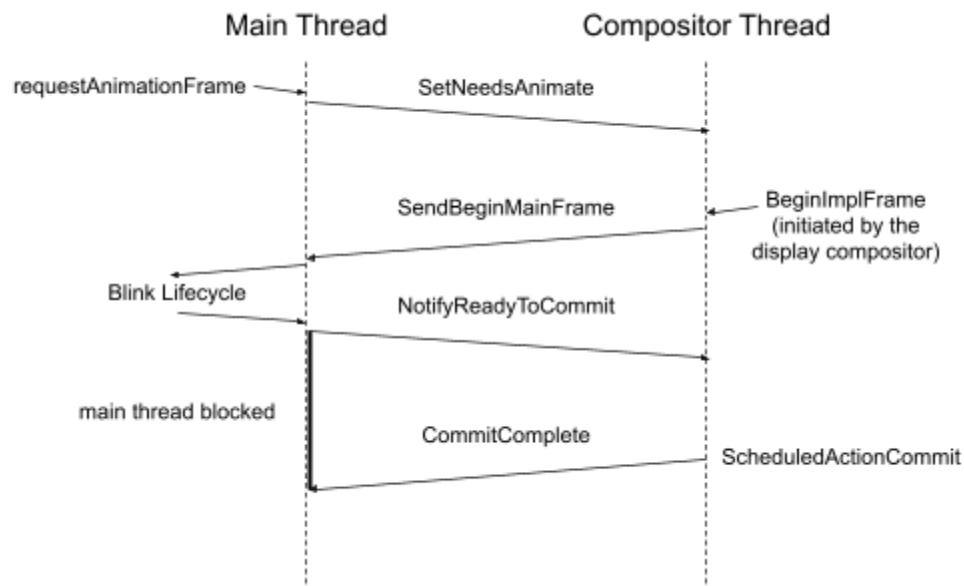 Main Thread
Compositor Thread
requestAnimationFrame
SetNeedsAnimate
SendBeginMainFrame
BeginImplFrame
(initiated by the
display compositor)
Blink Lifecycle
NotifyReadyToCommit
main thread blocked
CommitComplete
ScheduledActionCommit